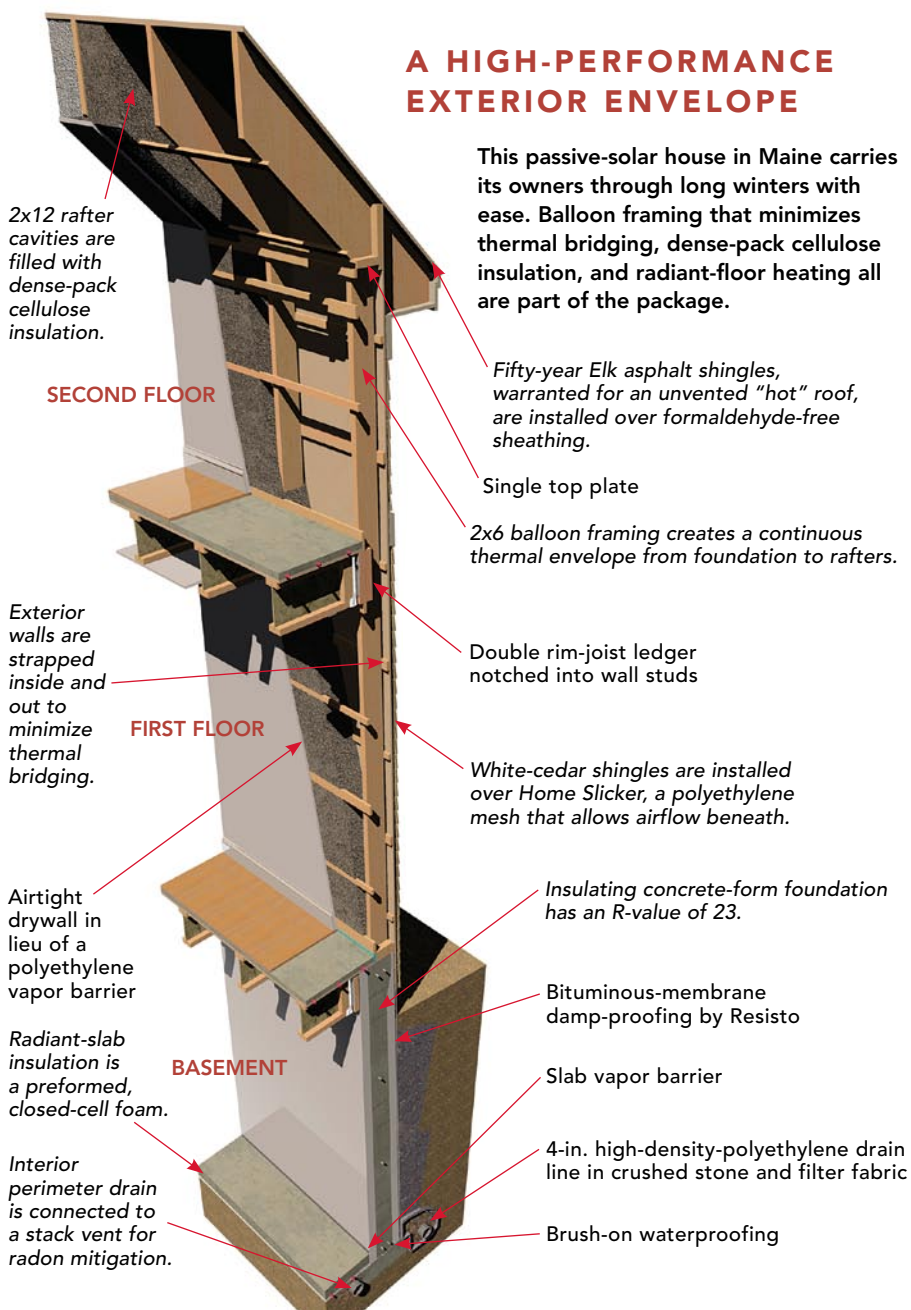 A HIGH-PERFORMANCE
EXTERIOR ENVELOPE
This passive-solar house in Maine carries
its owners through long winters with
ease. Balloon framing that minimizes
thermal bridging, dense-pack cellulose
insulation, and radiant-floor heating all
are part of the package.
2x12 rafter
cavities are
filled with
dense-pack
cellulose
insulation.
SECOND FLOOR
Fifty-year Elk asphalt shingles,
warranted for an unvented “hot” roof,
are installed over formaldehyde-free
sheathing.
Single top plate
2x6 balloon framing creates a continuous
thermal envelope from foundation to rafters.
Exterior
walls are
strapped
inside and
out to
minimize
thermal
bridging.
FIRST FLOOR
Double rim-joist ledger
notched into wall studs
White-cedar shingles are installed
over Home Slicker, a polyethylene
mesh that allows airflow beneath.
Airtight
drywall in
lieu of a
polyethylene
vapor barrier
Insulating concrete-form foundation
has an R-value of 23.
Bituminous-membrane
damp-proofing by Resisto
Radiant-slab
insulation is
a preformed,
closed-cell foam.
BASEMENT
Slab vapor barrier
4-in. high-density-polyethylene drain
line in crushed stone and filter fabric
Interior
perimeter drain
is connected to
a stack vent for
radon mitigation.
Brush-on waterproofing